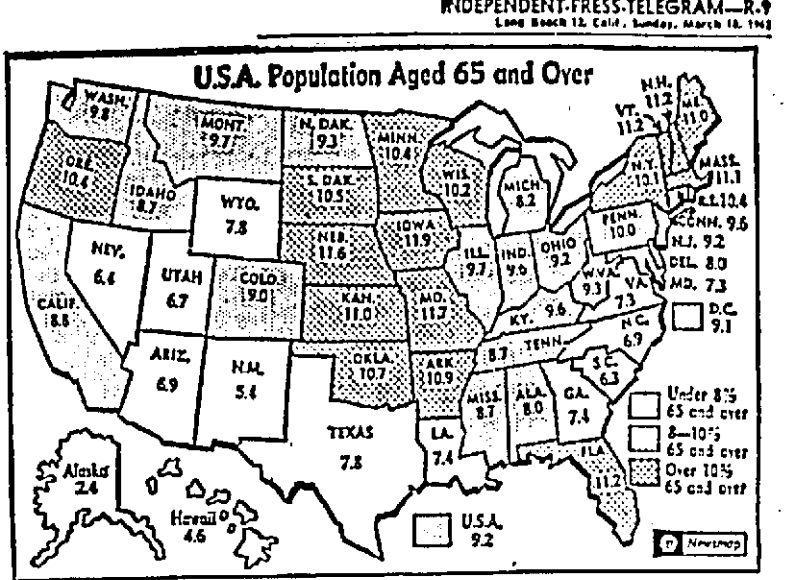 INDEPENDENT-PRESS-TELEGRAM—R-9
Long Beach 12, Calif., Sunday, March 18, 1962
U.S.A. Population Aged 65 and Over
WASH.
9.8
MONT.
9.7
N. DAK.
9.3
MINN.
10.4
N.H.
11.2
VT.
11.2
ME.
11.0
ORE.
10.4
IDAHO
8.7
S. DAK.
10.5
WIS.
10.2
MICH.
8.2
N.Y.
10.1
MASS.
11.1
R.I. 10.4
WYO.
7.8
NEB.
11.6
IOWA
11.9
PENN.
10.0
CONN. 9.6
N.J. 9.2
NEV.
6.4
UTAH
6.7
COLO.
9.0
ILL.
9.7
IND.
9.6
OHIO
9.2
DEL. 8.0
W.VA.
9.3
VA.
7.3
MD. 7.3
CALIF.
8.8
KAN.
11.0
MO.
11.7
KY. 9.6
D.C.
9.1
N.C.
6.9
8.7 TENN.
ARIZ.
6.9
N.M.
5.4
OKLA.
10.7
ARK.
10.9
S.C.
6.3
MISS.
8.7
ALA.
8.0
GA.
7.4
Under 8%
65 and over
8—10%
65 and over
Over 10%
65 and over
TEXAS
7.8
LA.
7.4
FLA.
11.2
Alaska
2.4
Hawaii
4.6
U.S.A.
9.2
Newsmap